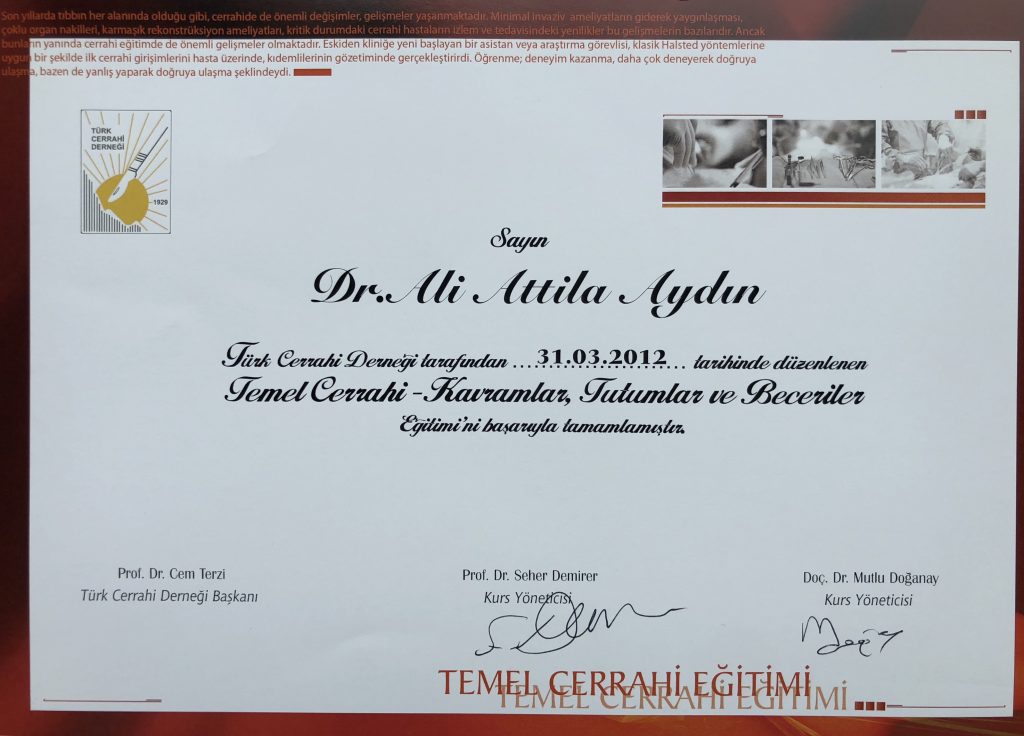 Son yıllarda tıbbın her alanında olduğu gibi, cerrahide de önemli değişimler, gelişmeler yaşanmaktadır. Minimal invaziv ameliyatların giderek yaygınlaşması,
çoklu organ nakilleri, karmaşık rekonstrüksiyon ameliyatları, kritik durumdaki cerrahi hastaların izlem ve tedavisindeki yenilikler bu gelişmelerin bazılarıdır. Ancak
bunların yanında cerrahi eğitimde de önemli gelişmeler olmaktadır. Eskiden kliniğe yeni başlayan bir asistan veya araştırma görevlisi, klasik Halsted yöntemlerine
uygun bir şekilde ilk cerrahi girişimlerini hasta üzerinde, kıdemlilerinin gözetiminde gerçekleştirirdi. Öğrenme; deneyim kazanma, daha çok deneyerek doğruya
ulaşma, bazen de yanlış yaparak doğruya ulaşma şeklindeydi.
TÜRK
CERRAHİ
DERNEĞİ
1929
Sayın
Dr.Ali Attila Aydın
Türk Cerrahi Derneği tarafından ...31.03.2012... tarihinde düzenlenen
Temel Cerrahi -Kavramlar, Tutumlar ve Beceriler
Eğitimi'ni başarıyla tamamlamıştır.
Prof. Dr. Cem Terzi
Türk Cerrahi Derneği Başkanı
Prof. Dr. Seher Demirer
Kurs Yöneticisi
Doç. Dr. Mutlu Doğanay
Kurs Yöneticisi
TEMEL CERRAHİ EĞİTİMİ
TEMEL CERRAHİ EĞİTİMİ